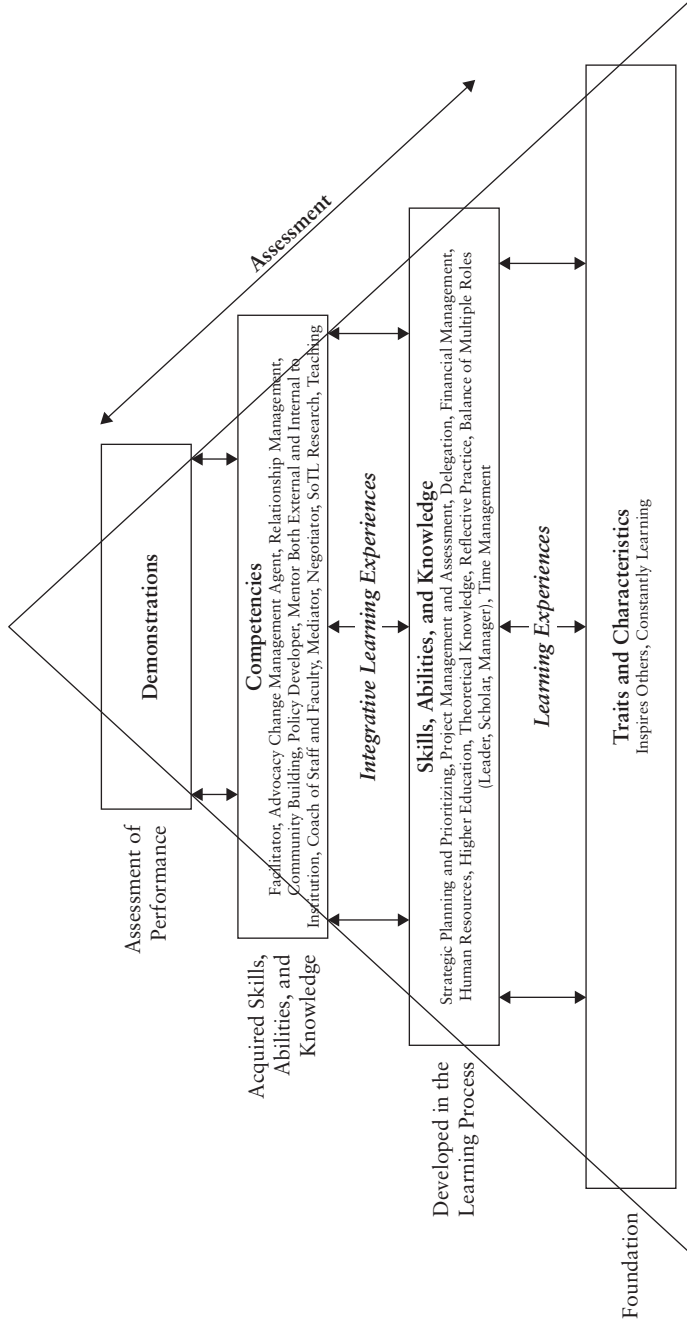 Assessment of
Performance
Demonstrations
Assessment
Acquired Skills,
Abilities, and
Knowledge
Competencies
Facilitator, Advocacy Change Management Agent, Relationship Management,
Community Building, Policy Developer, Mentor Both External and Internal to
Institution, Coach of Staff and Faculty, Mediator, Negotiator, SoTL Research, Teaching
Integrative Learning Experiences
Developed in the
Learning Process
Skills, Abilities, and Knowledge
Strategic Planning and Prioritizing, Project Management and Assessment, Delegation, Financial Management,
Human Resources, Higher Education, Theoretical Knowledge, Reflective Practice, Balance of Multiple Roles
(Leader, Scholar, Manager), Time Management
Learning Experiences
Foundation
Traits and Characteristics
Inspires Others, Constantly Learning